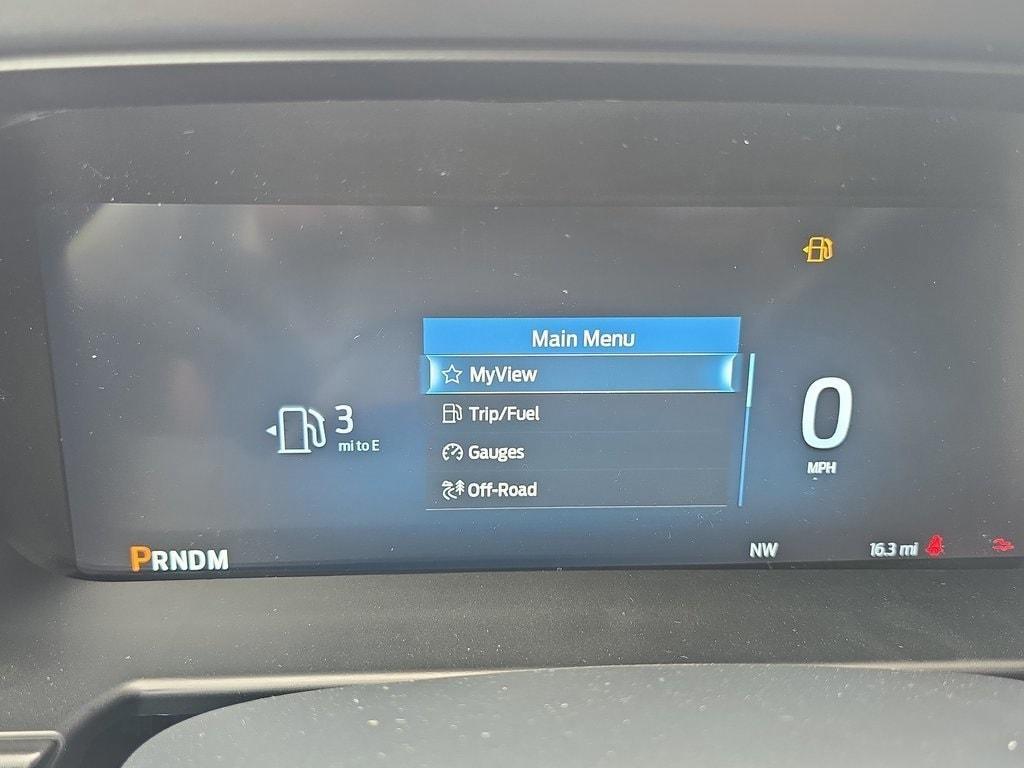 Main Menu
MyView
Trip/Fuel
Gauges
Off-Road
3
mi to E
0
MPH
PRNDM
NW
16.3 mi